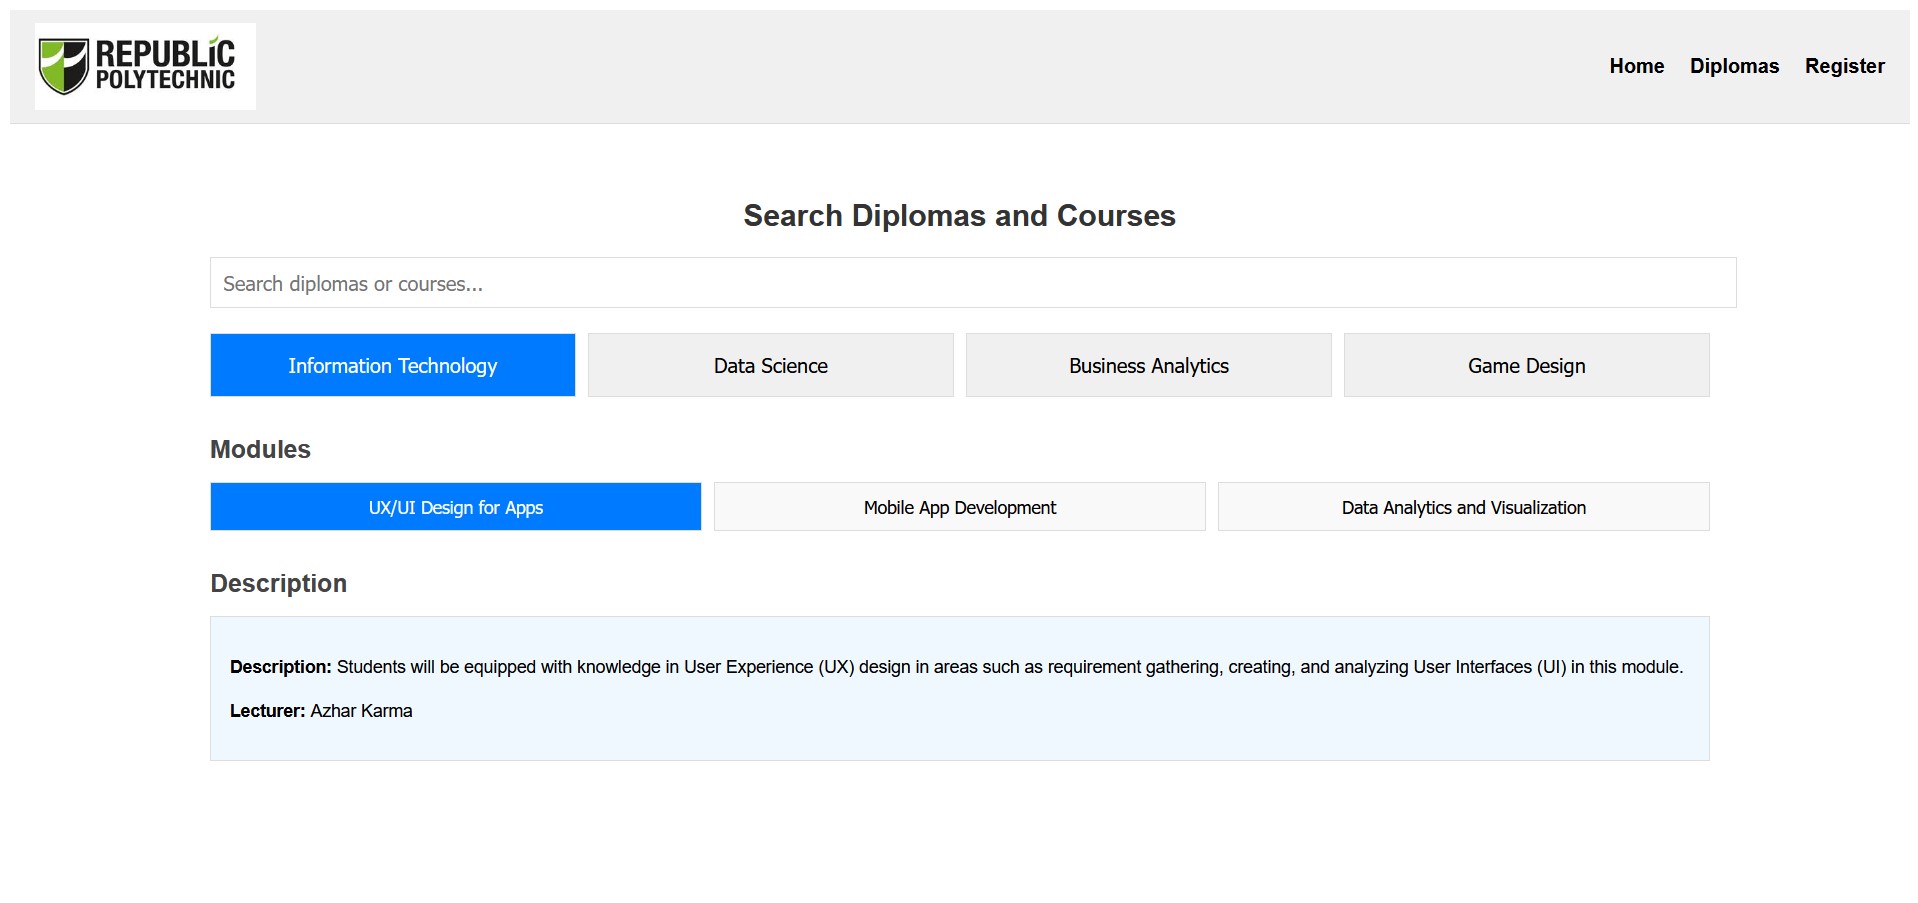 REPUBLIC
POLYTECHNIC
Home Diplomas Register
Search Diplomas and Courses
Search diplomas or courses...
Information Technology Data Science Business Analytics Game Design
Modules
UX/UI Design for Apps Mobile App Development Data Analytics and Visualization
Description
Description: Students will be equipped with knowledge in User Experience (UX) design in areas such as requirement gathering, creating, and analyzing User Interfaces (UI) in this module.
Lecturer: Azhar Karma